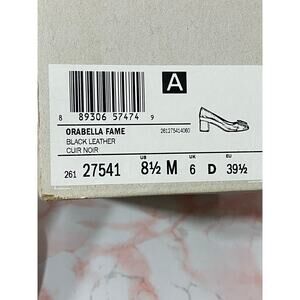 A
8 89306 57474 9
ORABELLA FAME
261275414060
BLACK LEATHER
CUIR NOIR
US UK EU
261 27541 8½ M 6 D 39½